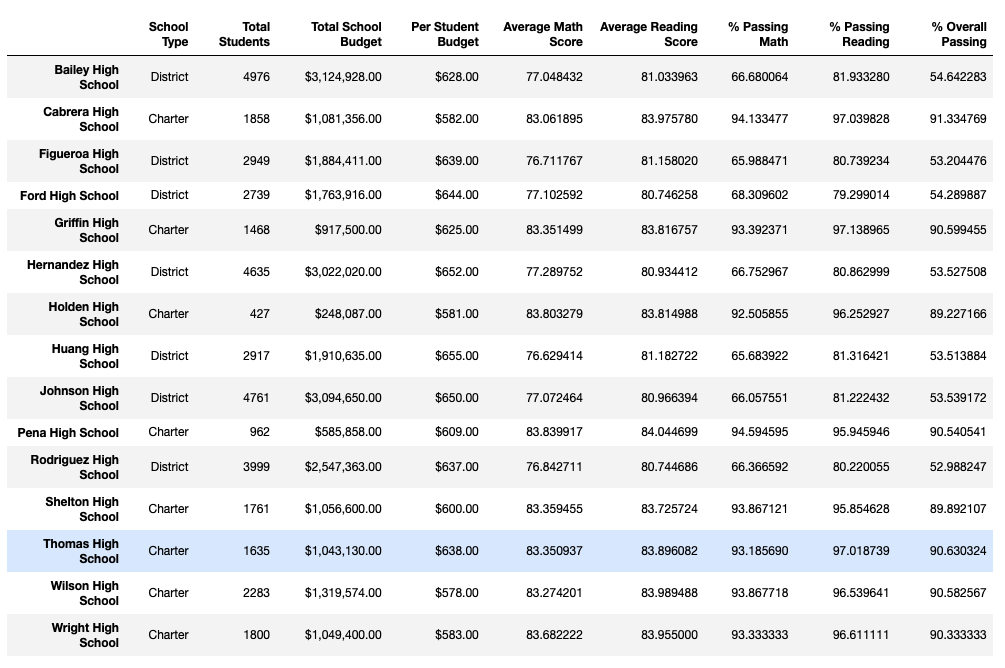 School Type Total Students Total School Budget Per Student Budget Average Math Score Average Reading Score % Passing Math % Passing Reading % Overall Passing
Bailey High School District 4976 $3,124,928.00 $628.00 77.048432 81.033963 66.680064 81.933280 54.642283
Cabrera High School Charter 1858 $1,081,356.00 $582.00 83.061895 83.975780 94.133477 97.039828 91.334769
Figueroa High School District 2949 $1,884,411.00 $639.00 76.711767 81.158020 65.988471 80.739234 53.204476
Ford High School District 2739 $1,763,916.00 $644.00 77.102592 80.746258 68.309602 79.299014 54.289887
Griffin High School Charter 1468 $917,500.00 $625.00 83.351499 83.816757 93.392371 97.138965 90.599455
Hernandez High School District 4635 $3,022,020.00 $652.00 77.289752 80.934412 66.752967 80.862999 53.527508
Holden High School Charter 427 $248,087.00 $581.00 83.803279 83.814988 92.505855 96.252927 89.227166
Huang High School District 2917 $1,910,635.00 $655.00 76.629414 81.182722 65.683922 81.316421 53.513884
Johnson High School District 4761 $3,094,650.00 $650.00 77.072464 80.966394 66.057551 81.222432 53.539172
Pena High School Charter 962 $585,858.00 $609.00 83.839917 84.044699 94.594595 95.945946 90.540541
Rodriguez High School District 3999 $2,547,363.00 $637.00 76.842711 80.744686 66.366592 80.220055 52.988247
Shelton High School Charter 1761 $1,056,600.00 $600.00 83.359455 83.725724 93.867121 95.854628 89.892107
Thomas High School Charter 1635 $1,043,130.00 $638.00 83.350937 83.896082 93.185690 97.018739 90.630324
Wilson High School Charter 2283 $1,319,574.00 $578.00 83.274201 83.989488 93.867718 96.539641 90.582567
Wright High School Charter 1800 $1,049,400.00 $583.00 83.682222 83.955000 93.333333 96.611111 90.333333